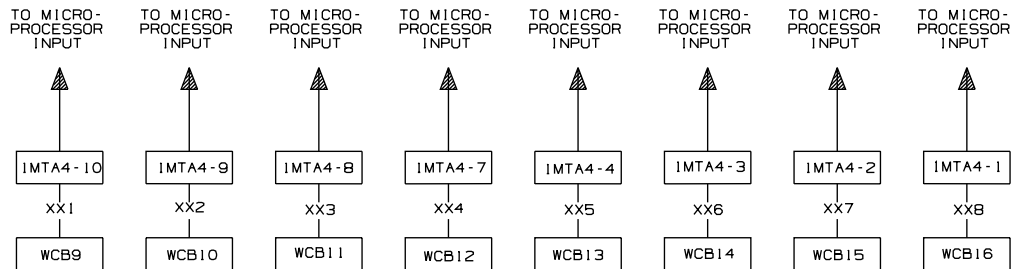 TO MICRO- TO MICRO- TO MICRO- TO MICRO- TO MICRO- TO MICRO- TO MICRO- TO MICRO-
PROCESSOR PROCESSOR PROCESSOR PROCESSOR PROCESSOR PROCESSOR PROCESSOR PROCESSOR
INPUT INPUT INPUT INPUT INPUT INPUT INPUT INPUT
1MTA4-10 1MTA4-9 1MTA4-8 1MTA4-7 1MTA4-4 1MTA4-3 1MTA4-2 1MTA4-1
XX1 XX2 XX3 XX4 XX5 XX6 XX7 XX8
WCB9 WCB10 WCB11 WCB12 WCB13 WCB14 WCB15 WCB16